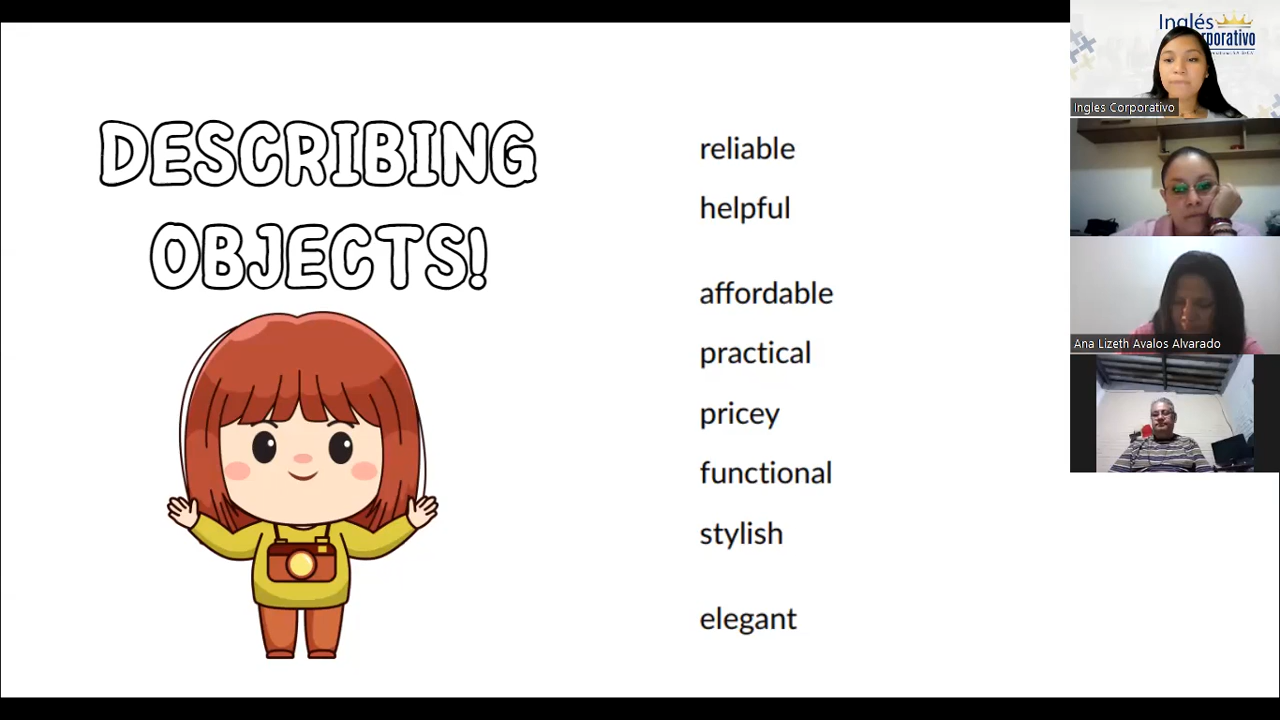 DESCRIBING
OBJECTS!
reliable
helpful
affordable
practical
pricey
functional
stylish
elegant
Inglés
Ingles Corporativo
Ana Lizeth Avalos Alvarado